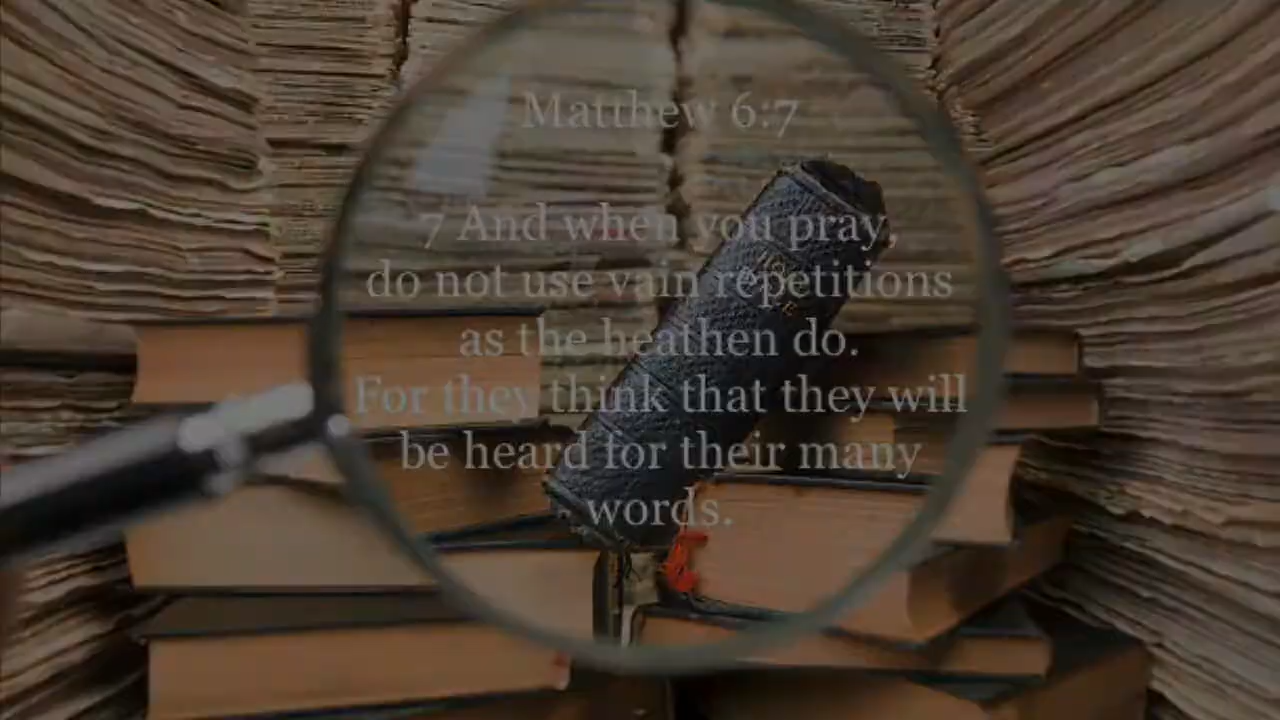 Matthew 6:7
7 And when you pray,
do not use vain repetitions
as the heathen do.
For they think that they will
be heard for their many
words.